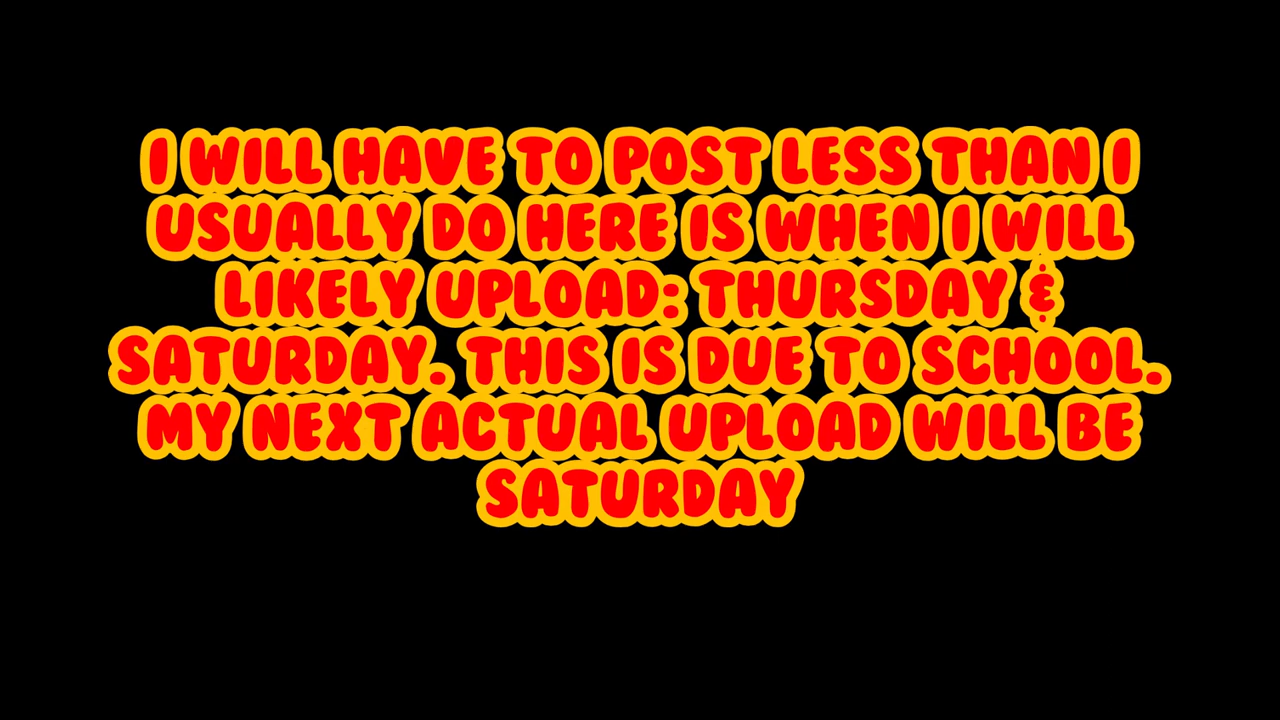 I WILL HAVE TO POST LESS THAN I
USUALLY DO HERE IS WHEN I WILL
LIKELY UPLOAD: THURSDAY &
SATURDAY. THIS IS DUE TO SCHOOL.
MY NEXT ACTUAL UPLOAD WILL BE
SATURDAY